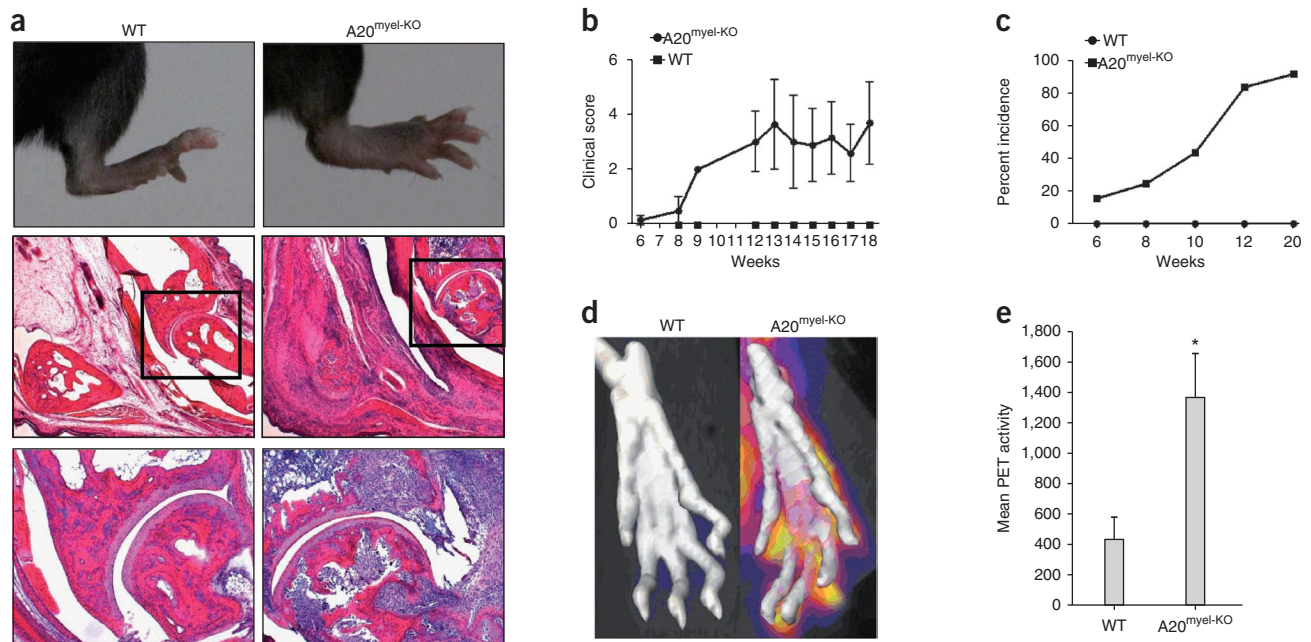 a
WT
A20myel-KO
b
A20myel-KO
WT
6
4
2
0
Clinical score
6 7 8 9 10 11 12 13 14 15 16 17 18
Weeks
c
WT
A20myel-KO
100
80
60
40
20
0
Percent incidence
6 8 10 12 20
Weeks
d
WT
A20myel-KO
e
1,800
1,600
1,400
1,200
1,000
800
600
400
200
0
Mean PET activity
*
WT
A20myel-KO